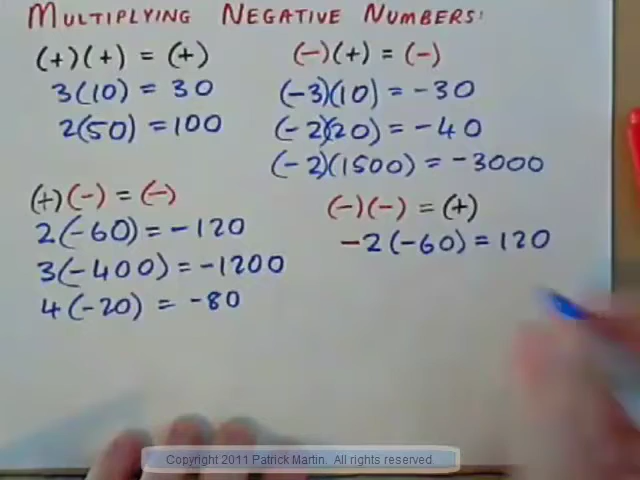 MULTIPLYING NEGATIVE NUMBERS:
(+)(+) = (+)
3(10) = 30
2(50) = 100
(-)(+) = (-)
(-3)(10) = -30
(-2)(20) = -40
(-2)(1500) = -3000
(+)(-) = (-)
2(-60) = -120
3(-400) = -1200
4(-20) = -80
(-)(-) = (+)
-2(-60) = 120
Copyright 2011 Patrick Martin. All rights reserved.